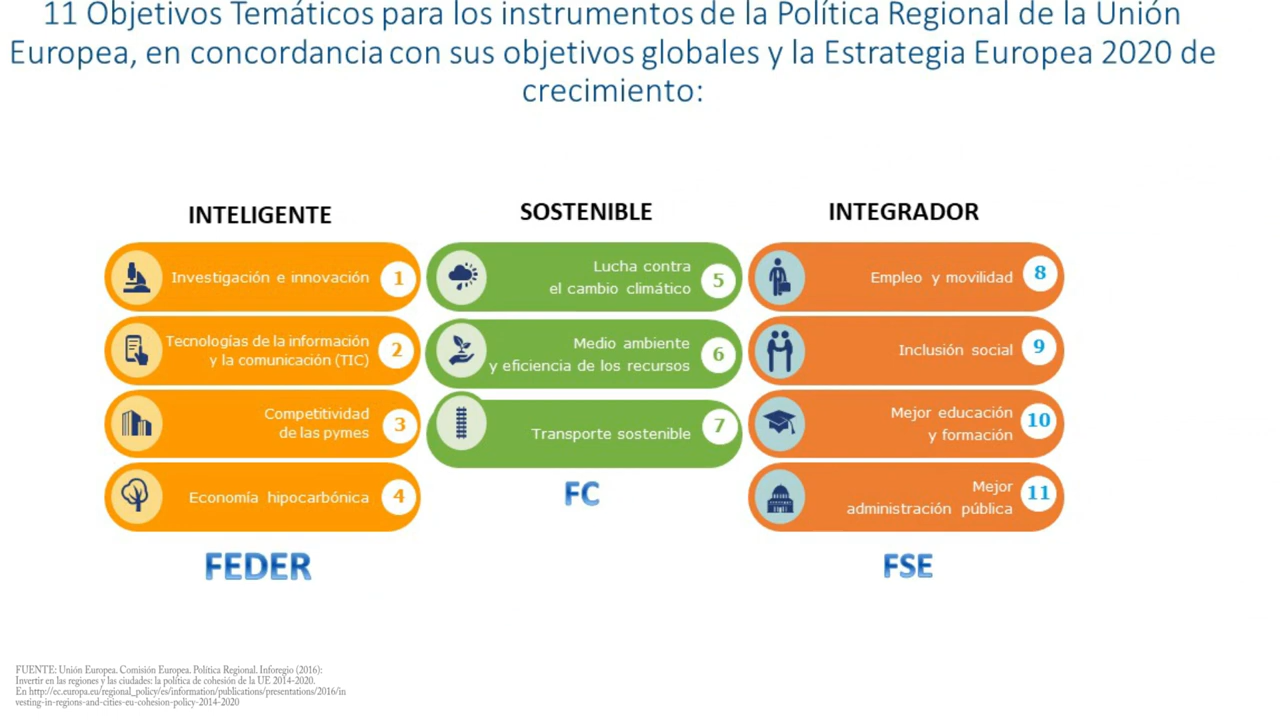 11 Objetivos Temáticos para los instrumentos de la Política Regional de la Unión
Europea, en concordancia con sus objetivos globales y la Estrategia Europea 2020 de
crecimiento:
INTELIGENTE
Investigación e innovación 1
Tecnologías de la información
y la comunicación (TIC) 2
Competitividad
de las pymes 3
Economía hipocarbónica 4
FEDER
SOSTENIBLE
Lucha contra
el cambio climático 5
Medio ambiente
y eficiencia de los recursos 6
Transporte sostenible 7
FC
INTEGRADOR
Empleo y movilidad 8
Inclusión social 9
Mejor educación
y formación 10
Mejor
administración pública 11
FSE
FUENTE: Unión Europea. Comisión Europea. Política Regional. Inforegio (2016):
Invertir en las regiones y las ciudades: la política de cohesión de la UE 2014-2020.
En http://ec.europa.eu/regional_policy/es/information/publications/presentations/2016/in
vesting-in-regions-and-cities-eu-cohesion-policy-2014-2020